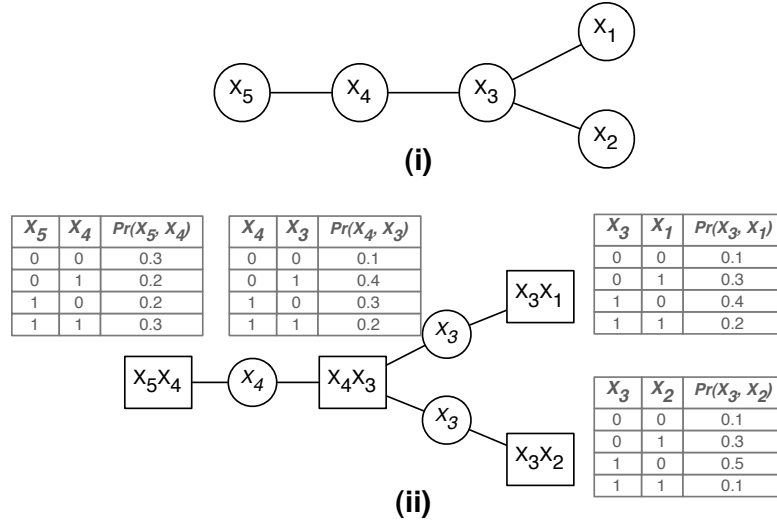 X1
X5 X4 X3
X2
(i)
X5 X4 Pr(X5, X4)
0 0 0.3
0 1 0.2
1 0 0.2
1 1 0.3
X4 X3 Pr(X4, X3)
0 0 0.1
0 1 0.4
1 0 0.3
1 1 0.2
X3 X1 Pr(X3, X1)
0 0 0.1
0 1 0.3
1 0 0.4
1 1 0.2
X3X1
X3
X5X4 X4 X4X3
X3
X3X2
X3 X2 Pr(X3, X2)
0 0 0.1
0 1 0.3
1 0 0.5
1 1 0.1
(ii)